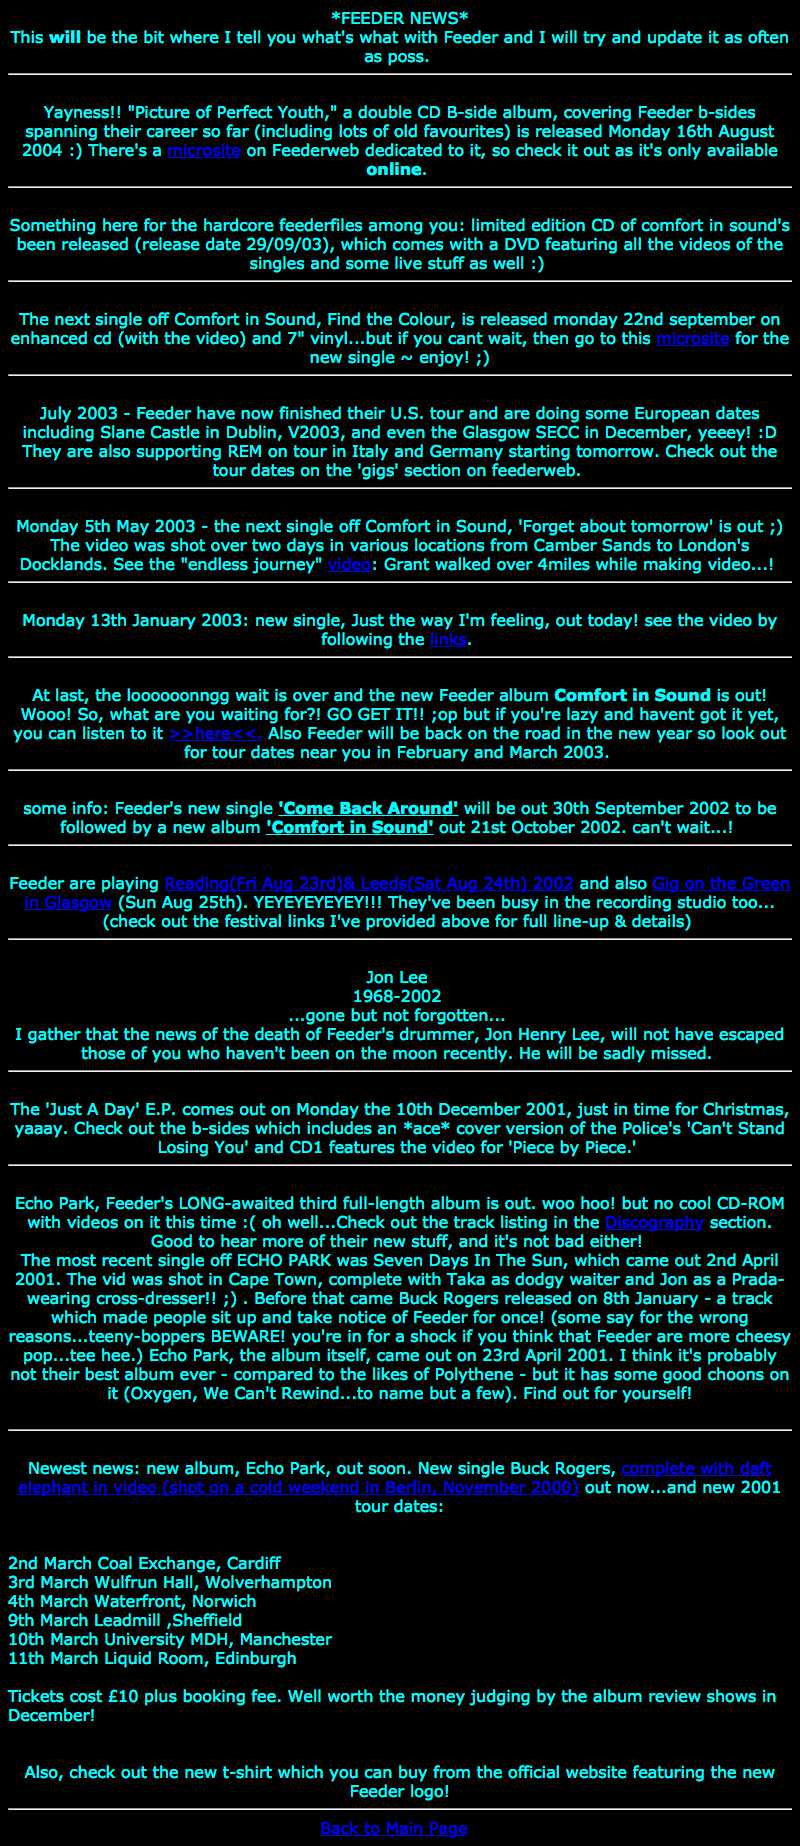 *FEEDER NEWS*
This will be the bit where I tell you what's what with Feeder and I will try and update it as often
as poss.
Yayness!! "Picture of Perfect Youth," a double CD B-side album, covering Feeder b-sides
spanning their career so far (including lots of old favourites) is released Monday 16th August
2004 :) There's a microsite on Feederweb dedicated to it, so check it out as it's only available
online.
Something here for the hardcore feederfiles among you: limited edition CD of comfort in sound's
been released (release date 29/09/03), which comes with a DVD featuring all the videos of the
singles and some live stuff as well :)
The next single off Comfort in Sound, Find the Colour, is released monday 22nd september on
enhanced cd (with the video) and 7" vinyl...but if you cant wait, then go to this microsite for the
new single ~ enjoy! ;)
July 2003 - Feeder have now finished their U.S. tour and are doing some European dates
including Slane Castle in Dublin, V2003, and even the Glasgow SECC in December, yeeey! :D
They are also supporting REM on tour in Italy and Germany starting tomorrow. Check out the
tour dates on the 'gigs' section on feederweb.
Monday 5th May 2003 - the next single off Comfort in Sound, 'Forget about tomorrow' is out ;)
The video was shot over two days in various locations from Camber Sands to London's
Docklands. See the "endless journey" video: Grant walked over 4miles while making video...!
Monday 13th January 2003: new single, Just the way I'm feeling, out today! see the video by
following the links.
At last, the loooooonngg wait is over and the new Feeder album Comfort in Sound is out!
Wooo! So, what are you waiting for?! GO GET IT!! ;op but if you're lazy and havent got it yet,
you can listen to it >>here<<. Also Feeder will be back on the road in the new year so look out
for tour dates near you in February and March 2003.
some info: Feeder's new single 'Come Back Around' will be out 30th September 2002 to be
followed by a new album 'Comfort in Sound' out 21st October 2002. can't wait...!
Feeder are playing Reading(Fri Aug 23rd)& Leeds(Sat Aug 24th) 2002 and also Gig on the Green
in Glasgow (Sun Aug 25th). YEYEYEYEYEY!!! They've been busy in the recording studio too...
(check out the festival links I've provided above for full line-up & details)
Jon Lee
1968-2002
...gone but not forgotten...
I gather that the news of the death of Feeder's drummer, Jon Henry Lee, will not have escaped
those of you who haven't been on the moon recently. He will be sadly missed.
The 'Just A Day' E.P. comes out on Monday the 10th December 2001, just in time for Christmas,
yaaay. Check out the b-sides which includes an *ace* cover version of the Police's 'Can't Stand
Losing You' and CD1 features the video for 'Piece by Piece.'
Echo Park, Feeder's LONG-awaited third full-length album is out. woo hoo! but no cool CD-ROM
with videos on it this time :( oh well...Check out the track listing in the Discography section.
Good to hear more of their new stuff, and it's not bad either!
The most recent single off ECHO PARK was Seven Days In The Sun, which came out 2nd April
2001. The vid was shot in Cape Town, complete with Taka as dodgy waiter and Jon as a Prada-
wearing cross-dresser!! ;) . Before that came Buck Rogers released on 8th January - a track
which made people sit up and take notice of Feeder for once! (some say for the wrong
reasons...teeny-boppers BEWARE! you're in for a shock if you think that Feeder are more cheesy
pop...tee hee.) Echo Park, the album itself, came out on 23rd April 2001. I think it's probably
not their best album ever - compared to the likes of Polythene - but it has some good choons on
it (Oxygen, We Can't Rewind...to name but a few). Find out for yourself!
Newest news: new album, Echo Park, out soon. New single Buck Rogers, complete with daft
elephant in video (shot on a cold weekend in Berlin, November 2000) out now...and new 2001
tour dates:
2nd March Coal Exchange, Cardiff
3rd March Wulfrun Hall, Wolverhampton
4th March Waterfront, Norwich
9th March Leadmill ,Sheffield
10th March University MDH, Manchester
11th March Liquid Room, Edinburgh
Tickets cost £10 plus booking fee. Well worth the money judging by the album review shows in
December!
Also, check out the new t-shirt which you can buy from the official website featuring the new
Feeder logo!
Back to Main Page